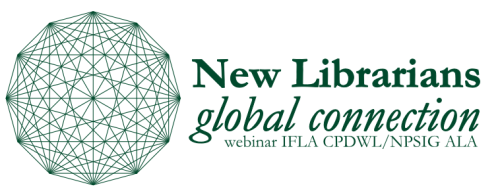 New Librarians
global connection
webinar IFLA CPDWL/NPSIG ALA